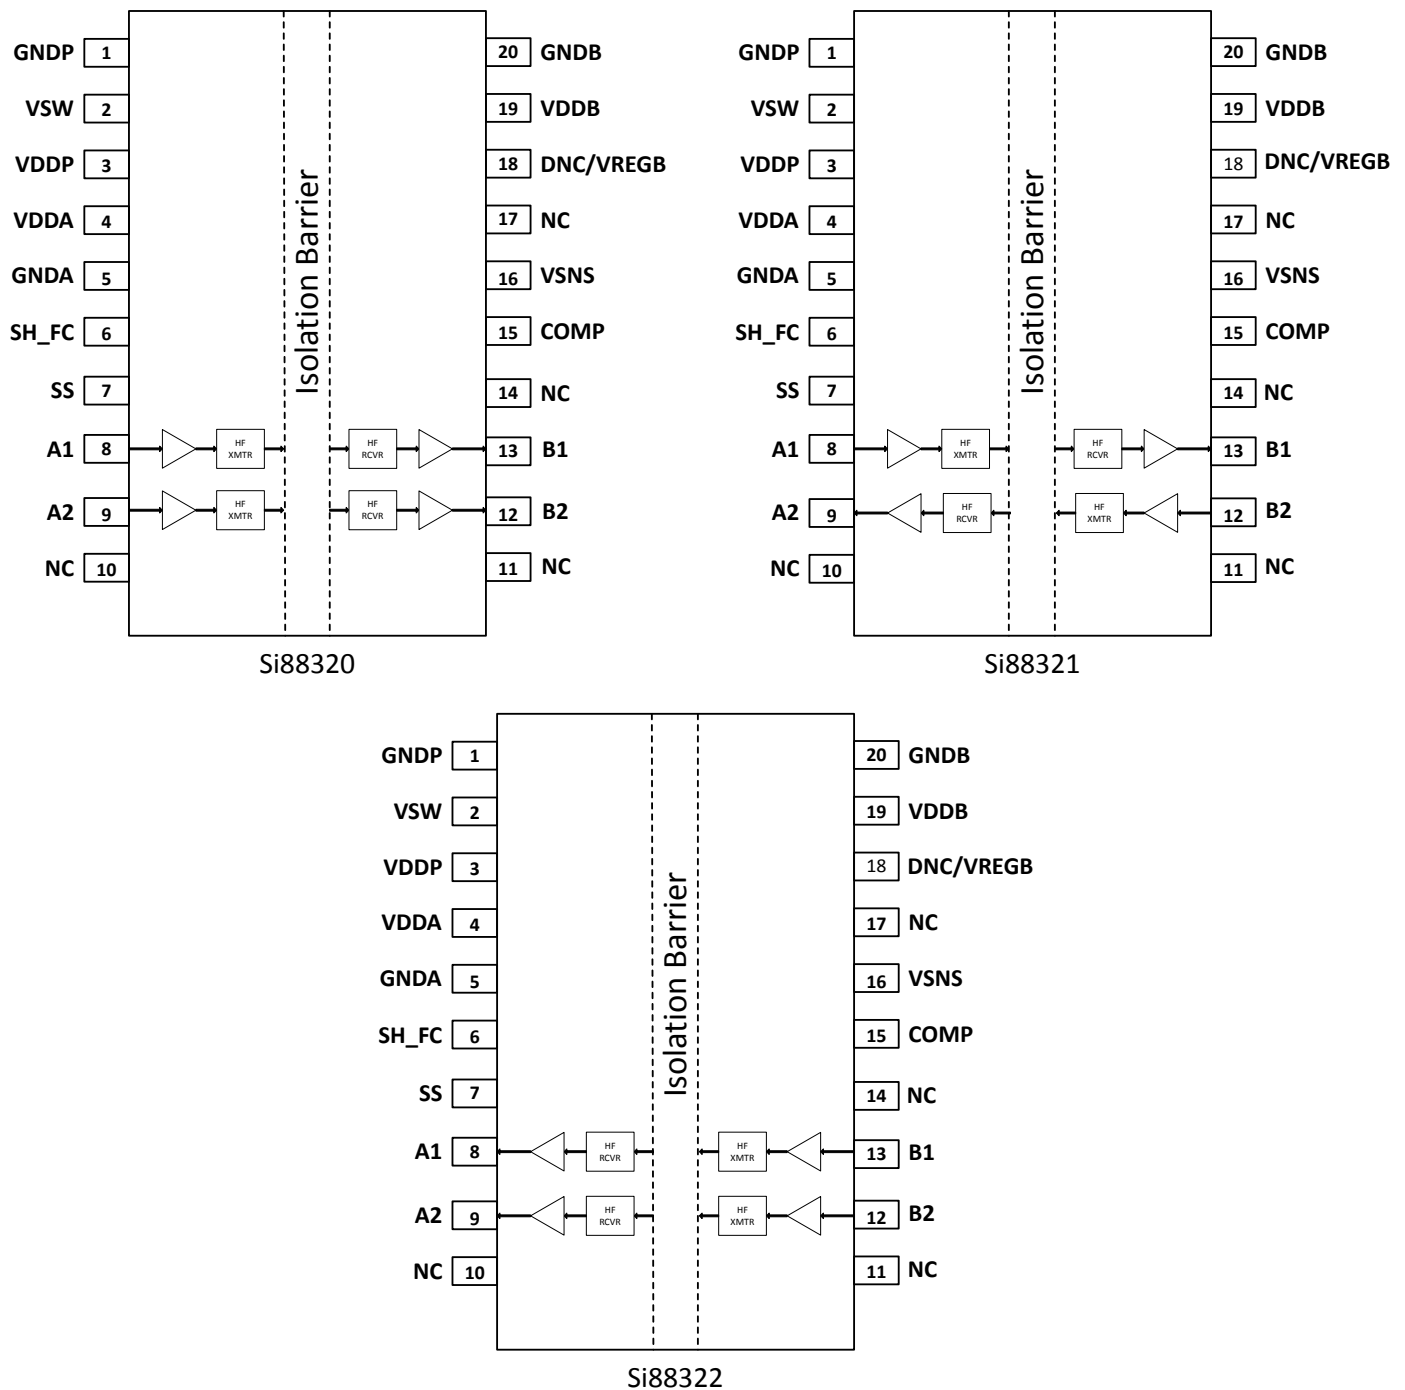 GNDP 1 20 GNDB
VSW 2 19 VDDB
VDDP 3 18 DNC/VREGB
VDDA 4 17 NC
GNDA 5 16 VSNS
SH_FC 6 15 COMP
SS 7 14 NC
A1 8 HF XMTR HF RCVR 13 B1
A2 9 HF XMTR HF RCVR 12 B2
NC 10 11 NC
Isolation Barrier
Si88320
GNDP 1 20 GNDB
VSW 2 19 VDDB
VDDP 3 18 DNC/VREGB
VDDA 4 17 NC
GNDA 5 16 VSNS
SH_FC 6 15 COMP
SS 7 14 NC
A1 8 HF XMTR HF RCVR 13 B1
A2 9 HF RCVR HF XMTR 12 B2
NC 10 11 NC
Isolation Barrier
Si88321
GNDP 1 20 GNDB
VSW 2 19 VDDB
VDDP 3 18 DNC/VREGB
VDDA 4 17 NC
GNDA 5 16 VSNS
SH_FC 6 15 COMP
SS 7 14 NC
A1 8 HF RCVR HF XMTR 13 B1
A2 9 HF RCVR HF XMTR 12 B2
NC 10 11 NC
Isolation Barrier
Si88322